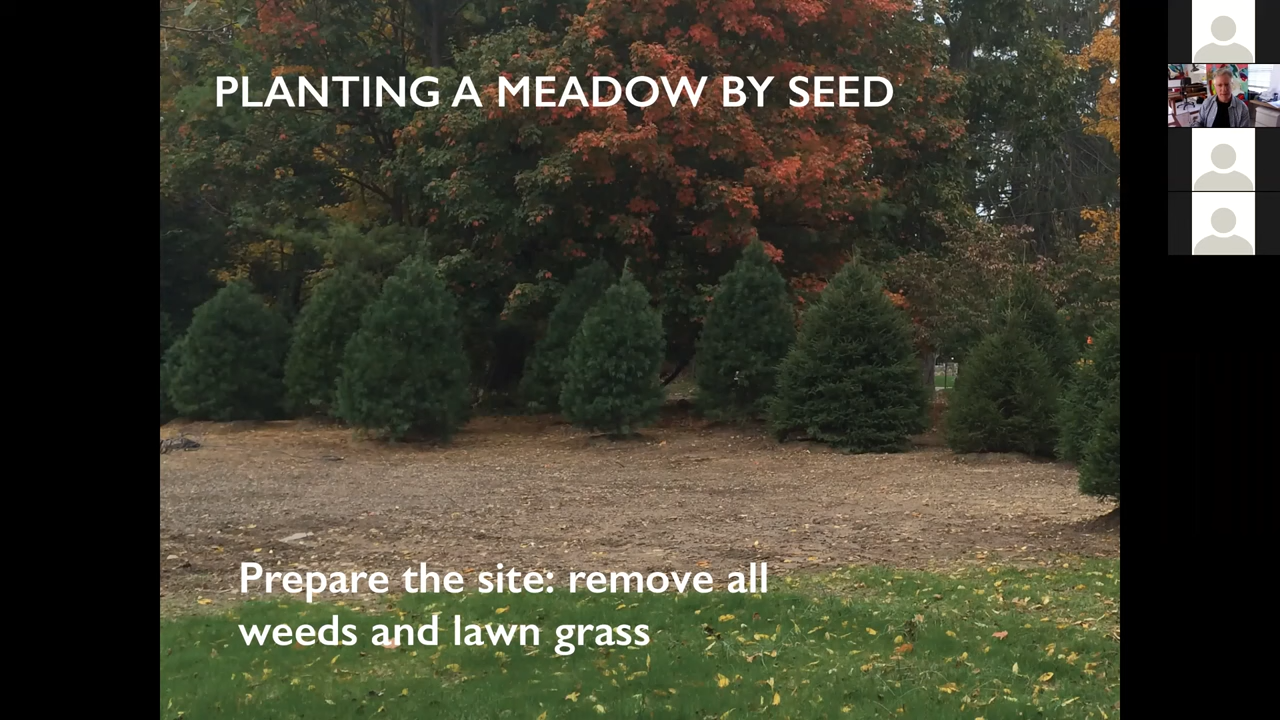 PLANTING A MEADOW BY SEED
Prepare the site: remove all
weeds and lawn grass